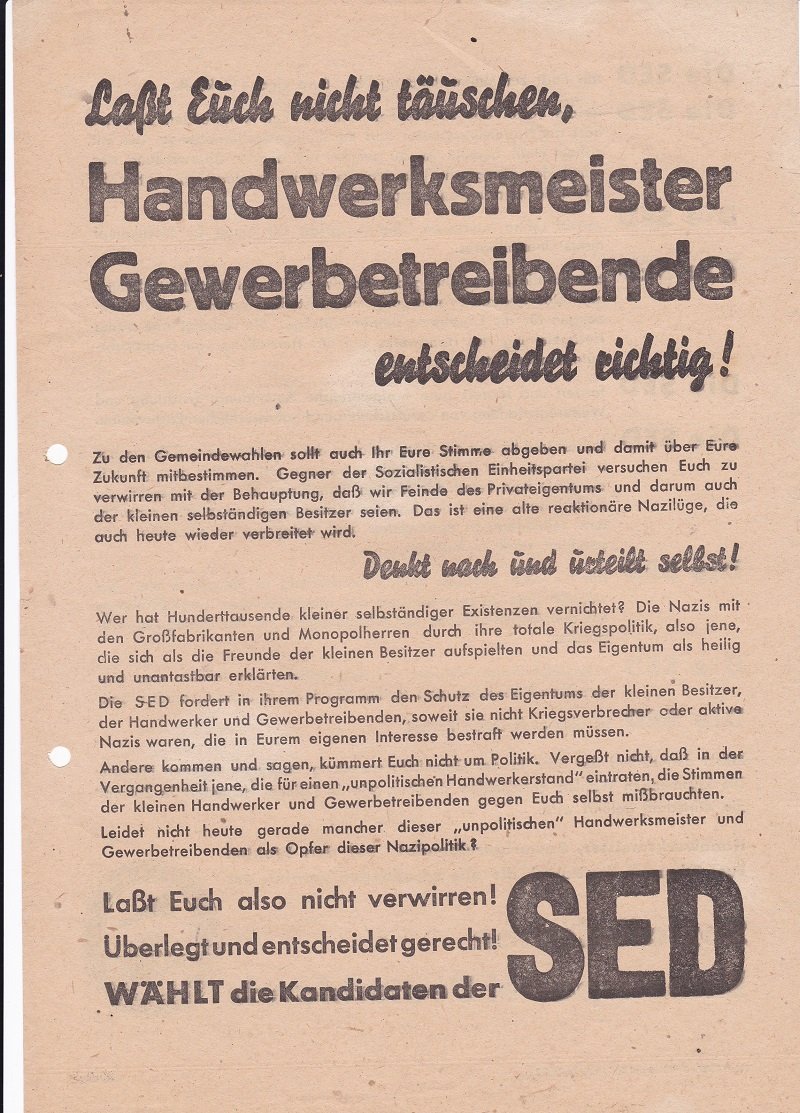 Laßt Euch nicht täuschen,
Handwerksmeister
Gewerbetreibende
entscheidet richtig!
Zu den Gemeindewahlen sollt auch Ihr Eure Stimme abgeben und damit über Eure
Zukunft mitbestimmen. Gegner der Sozialistischen Einheitspartei versuchen Euch zu
verwirren mit der Behauptung, daß wir Feinde des Privateigentums und darum auch
der kleinen selbständigen Besitzer seien. Das ist eine alte reaktionäre Nazilüge, die
auch heute wieder verbreitet wird.
Denkt nach und urteilt selbst!
Wer hat Hunderttausende kleiner selbständiger Existenzen vernichtet? Die Nazis mit
den Großfabrikanten und Monopolherren durch ihre totale Kriegspolitik, also jene,
die sich als die Freunde der kleinen Besitzer aufspielten und das Eigentum als heilig
und unantastbar erklärten.
Die SED fordert in ihrem Programm den Schutz des Eigentums der kleinen Besitzer,
der Handwerker und Gewerbetreibenden, soweit sie nicht Kriegsverbrecher oder aktive
Nazis waren, die in Eurem eigenen Interesse bestraft werden müssen.
Andere kommen und sagen, kümmert Euch nicht um Politik. Vergeßt nicht, daß in der
Vergangenheit jene, die für einen „unpolitischen Handwerkerstand" eintraten, die Stimmen
der kleinen Handwerker und Gewerbetreibenden gegen Euch selbst mißbrauchten.
Leidet nicht heute gerade mancher dieser „unpolitischen" Handwerksmeister und
Gewerbetreibenden als Opfer dieser Nazipolitik?
Laßt Euch also nicht verwirren!
Überlegt und entscheidet gerecht!
WÄHLT die Kandidaten der
SED